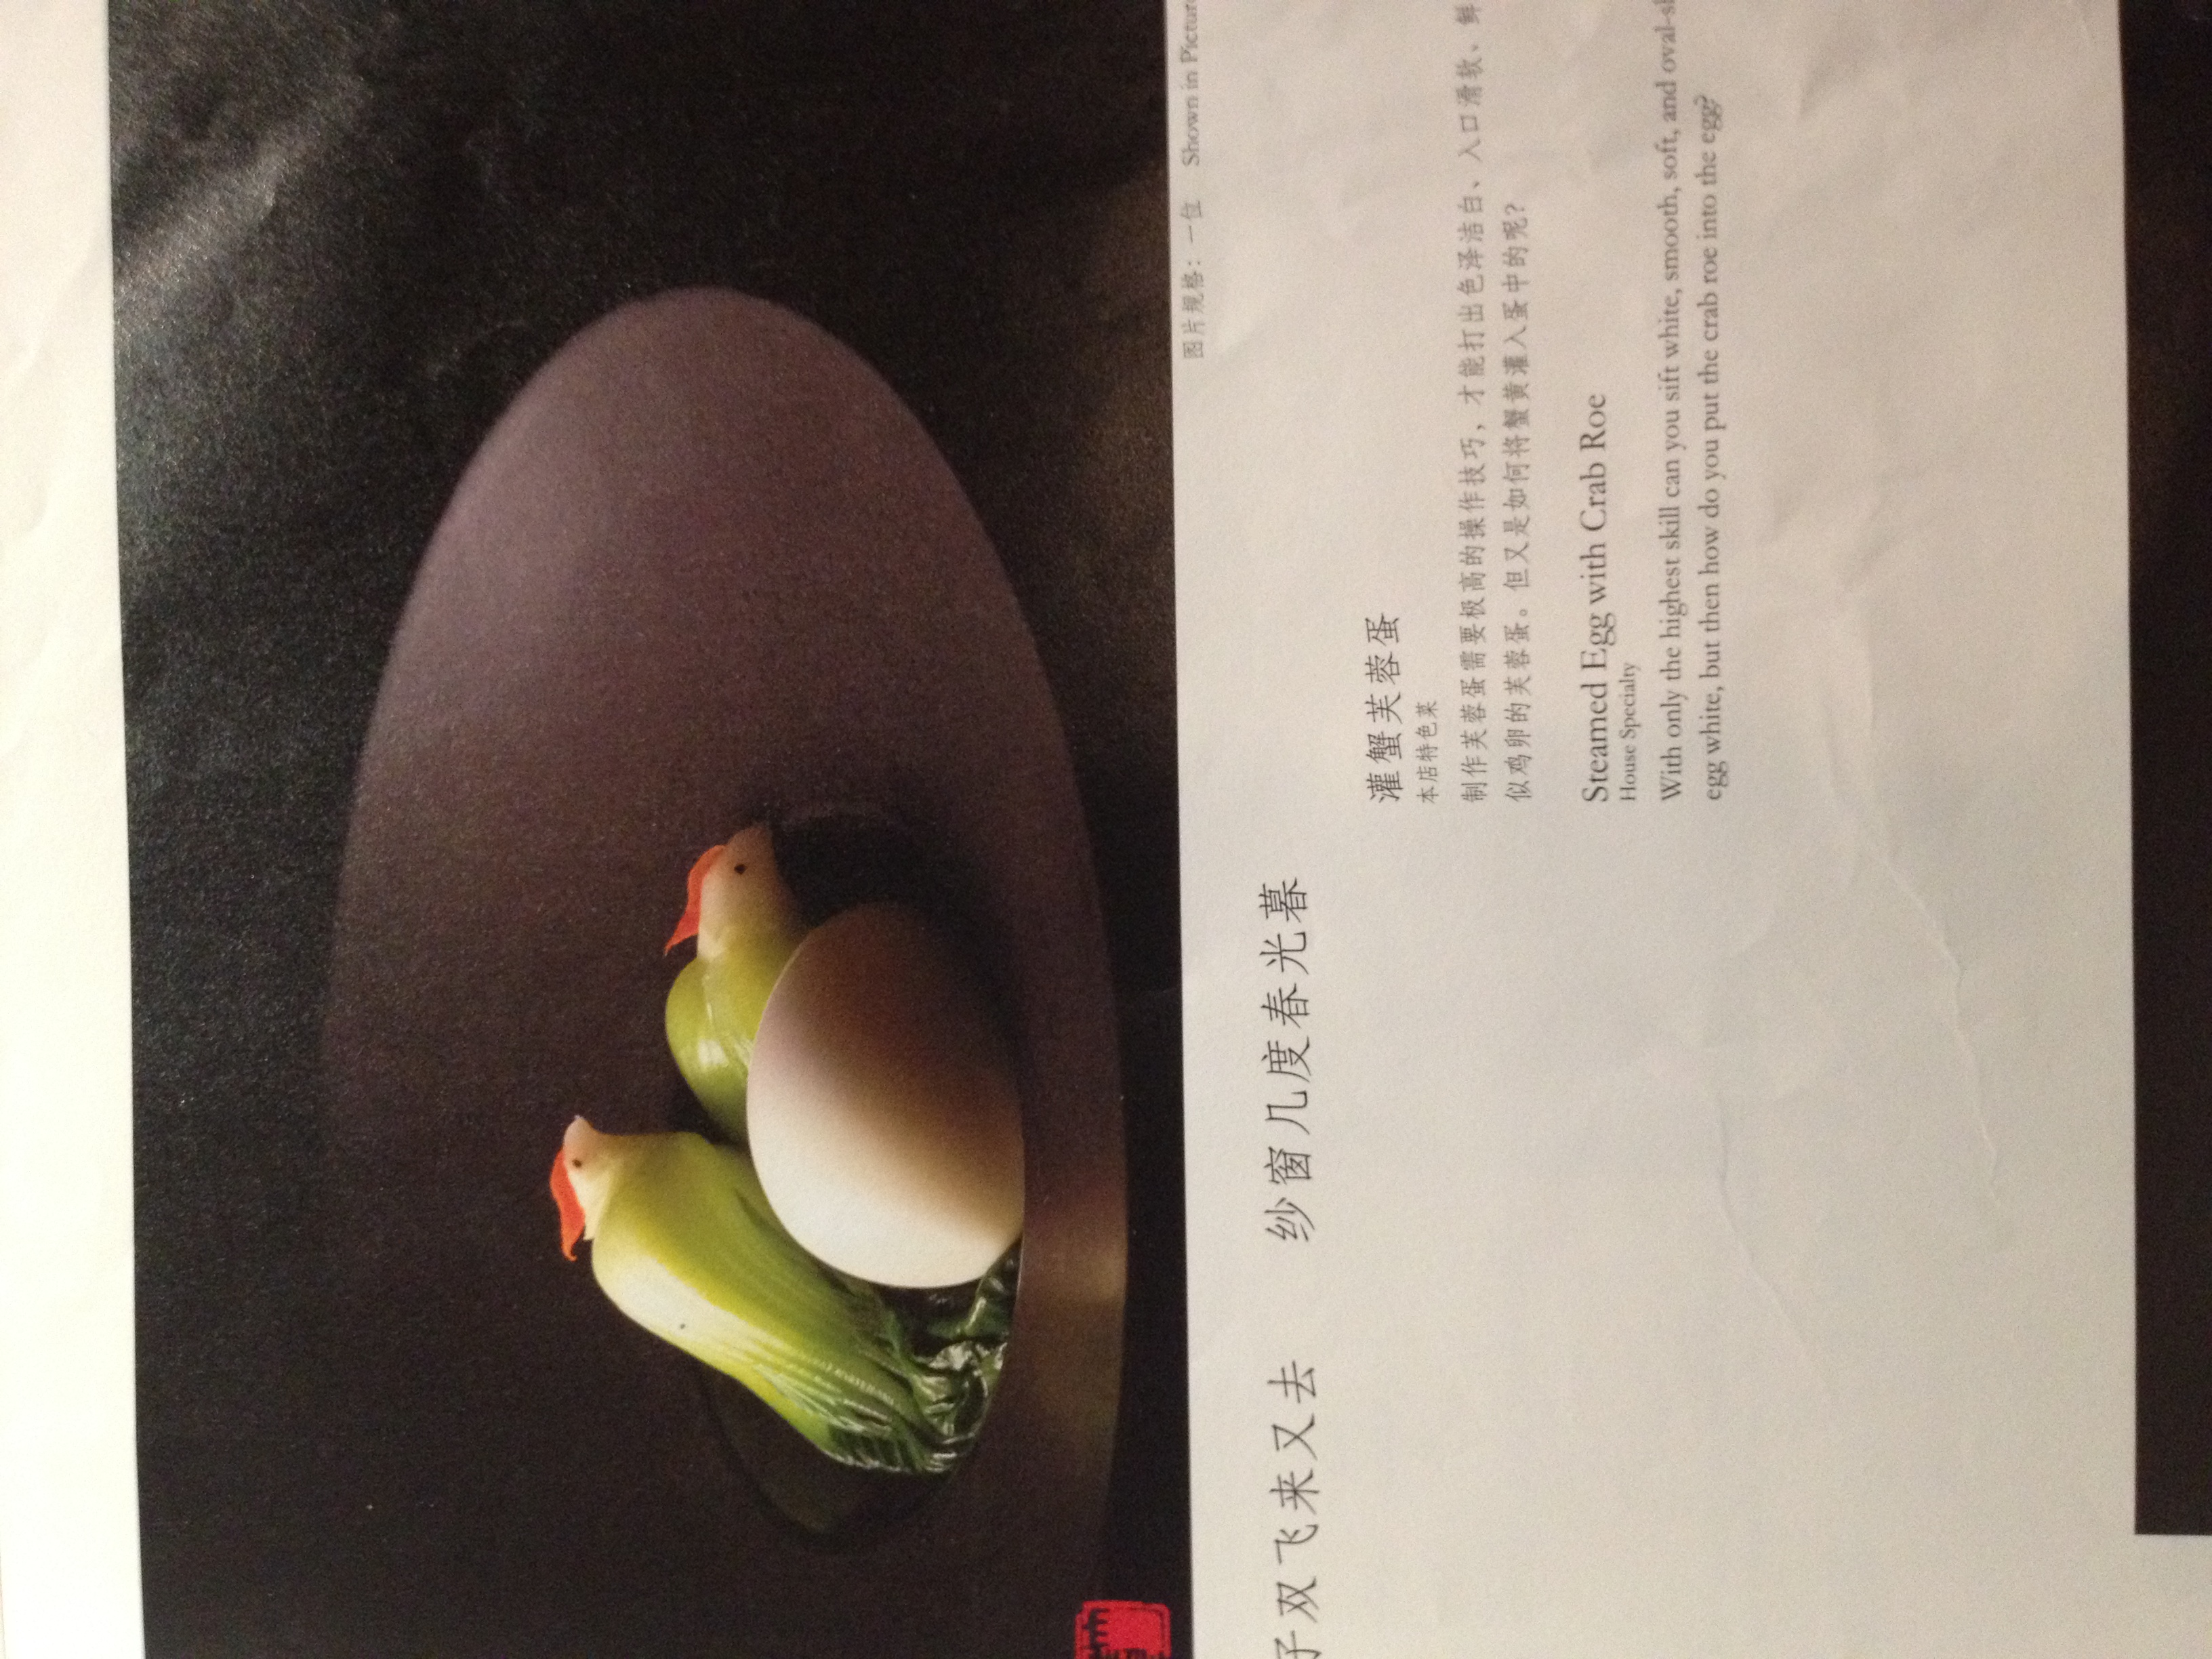 图片规格：一位 Shown in Picture
子双飞来又去 纱窗几度春光暮
灌蟹芙蓉蛋
本店特色菜
制作芙蓉蛋需要极高的操作技巧，才能打出色泽洁白、入口滑软、鲜
似鸡卵的芙蓉蛋。但又是如何将蟹黄灌入蛋中的呢？
Steamed Egg with Crab Roe
House Specialty
With only the highest skill can you sift white, smooth, soft, and oval-sh
egg white, but then how do you put the crab roe into the egg?